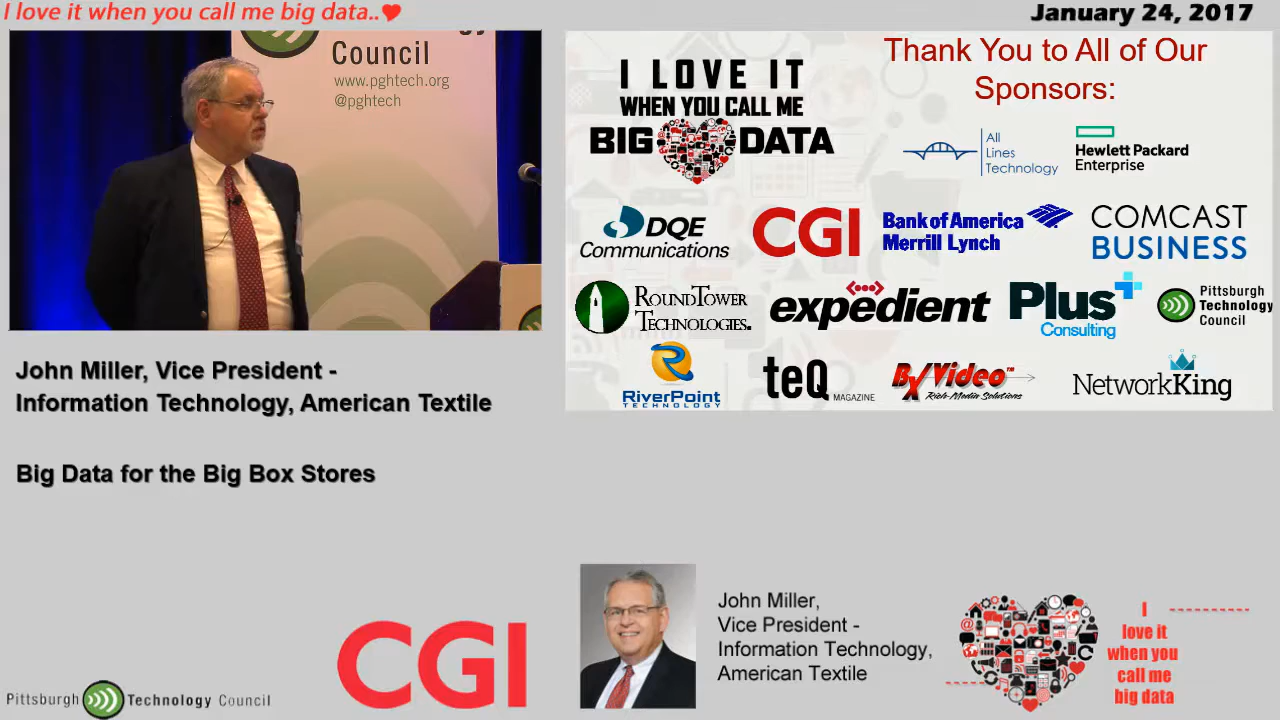 I love it when you call me big data..
January 24, 2017
Council
www.pghtech.org
@pghtech
I LOVE IT
WHEN YOU CALL ME
BIG DATA
Thank You to All of Our
Sponsors:
All
Lines
Technology
Hewlett Packard
Enterprise
DQE
Communications
CGI
Bank of America
Merrill Lynch
COMCAST
BUSINESS
ROUNDTOWER
TECHNOLOGIES.
expedient
Plus
Consulting
Pittsburgh
Technology
Council
R
RiverPoint
TECHNOLOGY
teQ
MAGAZINE
BxVideo™
Rich-Media Solutions
NetworkKing
John Miller, Vice President -
Information Technology, American Textile
Big Data for the Big Box Stores
Pittsburgh Technology Council
CGI
John Miller,
Vice President -
Information Technology,
American Textile
I
love it
when you
call me
big data